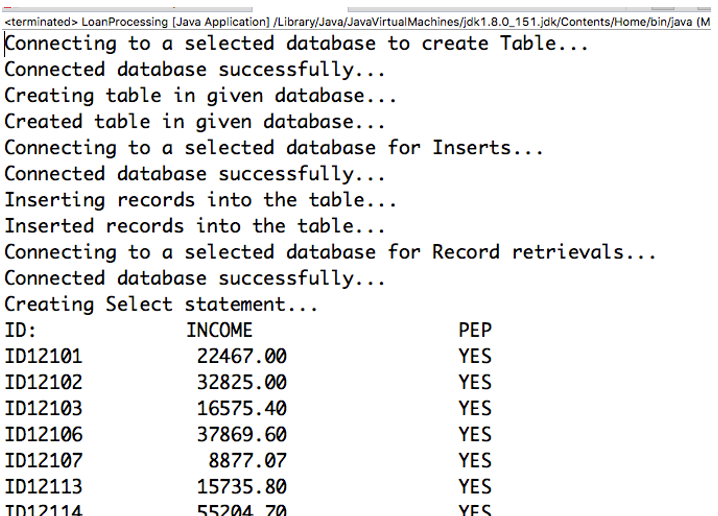 <terminated> LoanProcessing [Java Application] /Library/Java/JavaVirtualMachines/jdk1.8.0_151.jdk/Contents/Home/bin/java (M
Connecting to a selected database to create Table...
Connected database successfully...
Creating table in given database...
Created table in given database...
Connecting to a selected database for Inserts...
Connected database successfully...
Inserting records into the table...
Inserted records into the table...
Connecting to a selected database for Record retrievals...
Connected database successfully...
Creating Select statement...
ID: INCOME PEP
ID12101 22467.00 YES
ID12102 32825.00 YES
ID12103 16575.40 YES
ID12106 37869.60 YES
ID12107 8877.07 YES
ID12113 15735.80 YES
ID12114 55204.70 YES